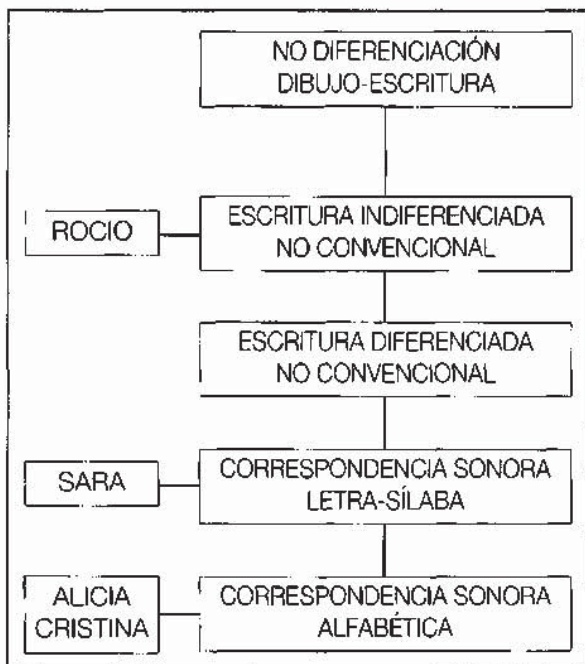 NO DIFERENCIACIÓN
DIBUJO-ESCRITURA
ROCIO
ESCRITURA INDIFERENCIADA
NO CONVENCIONAL
ESCRITURA DIFERENCIADA
NO CONVENCIONAL
SARA
CORRESPONDENCIA SONORA
LETRA-SÍLABA
ALICIA
CRISTINA
CORRESPONDENCIA SONORA
ALFABÉTICA